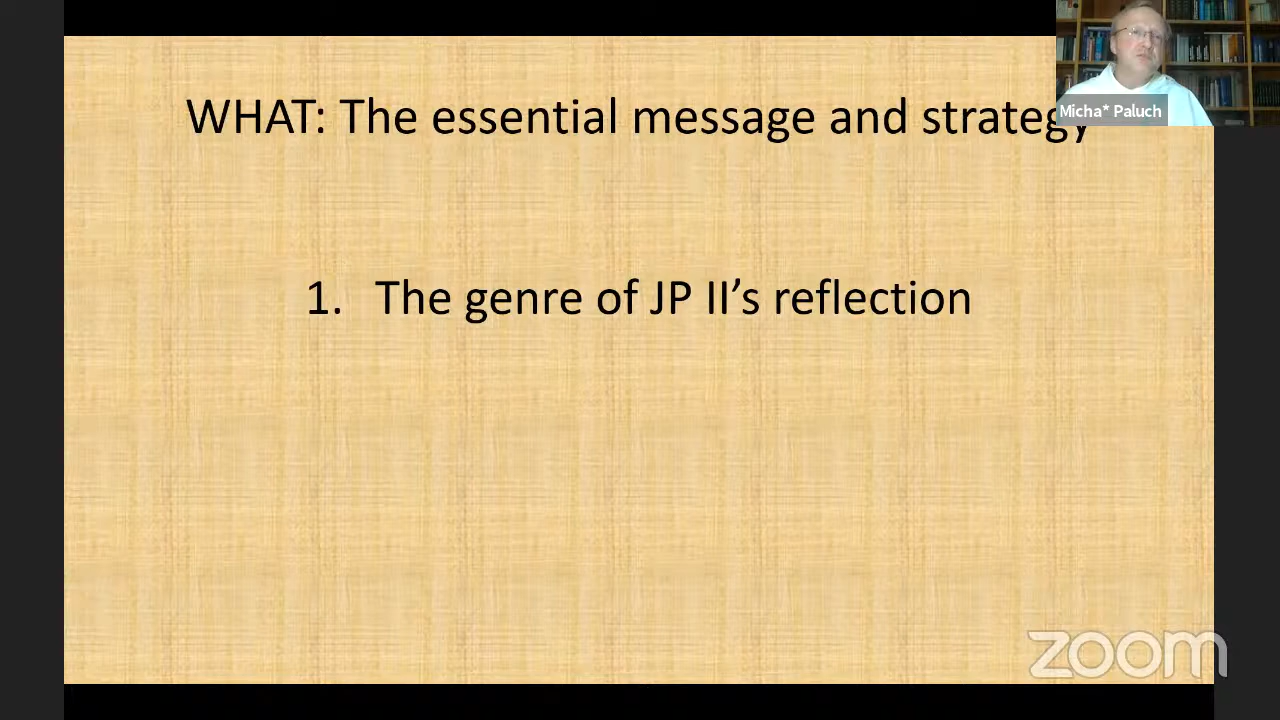 WHAT: The essential message and strategy
Micha* Paluch
1. The genre of JP II’s reflection
zoom